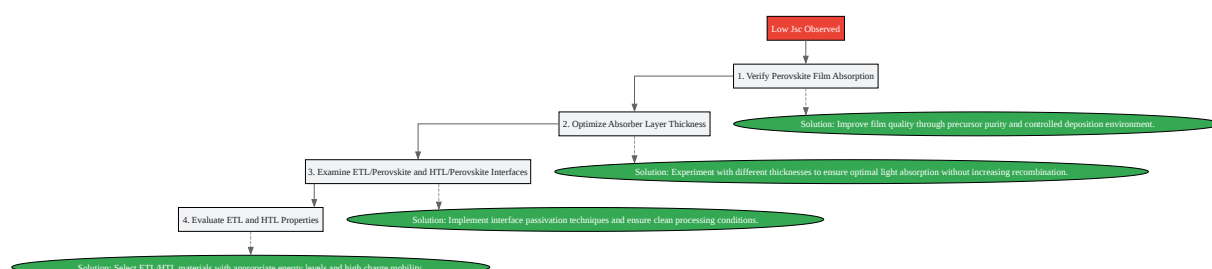 Low Jsc Observed
1. Verify Perovskite Film Absorption
2. Optimize Absorber Layer Thickness
Solution: Improve film quality through precursor purity and controlled deposition environment.
3. Examine ETL/Perovskite and HTL/Perovskite Interfaces
Solution: Experiment with different thicknesses to ensure optimal light absorption without increasing recombination.
4. Evaluate ETL and HTL Properties
Solution: Implement interface passivation techniques and ensure clean processing conditions.
Solution: Select ETL/HTL materials with appropriate energy levels and high charge mobility.